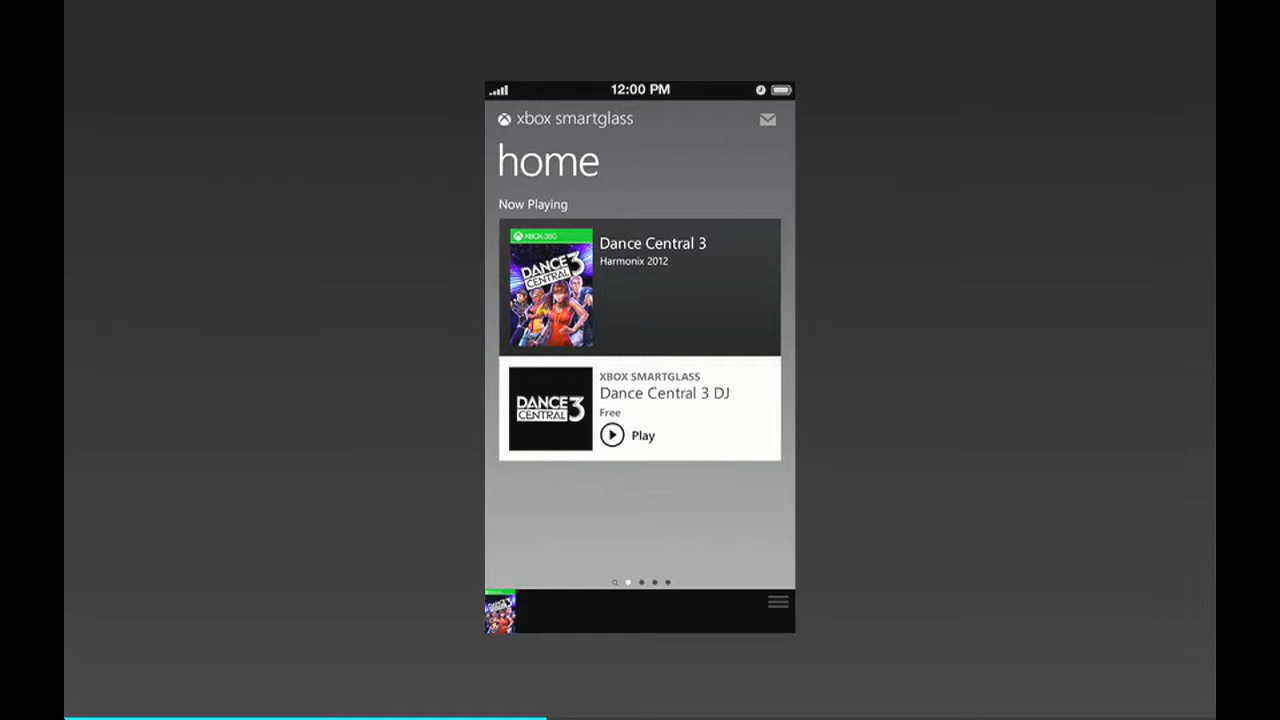 12:00 PM
xbox smartglass
home
Now Playing
XBOX 360
DANCE
CENTRAL 3
Dance Central 3
Harmonix 2012
DANCE
CENTRAL 3
XBOX SMARTGLASS
Dance Central 3 DJ
Free
Play